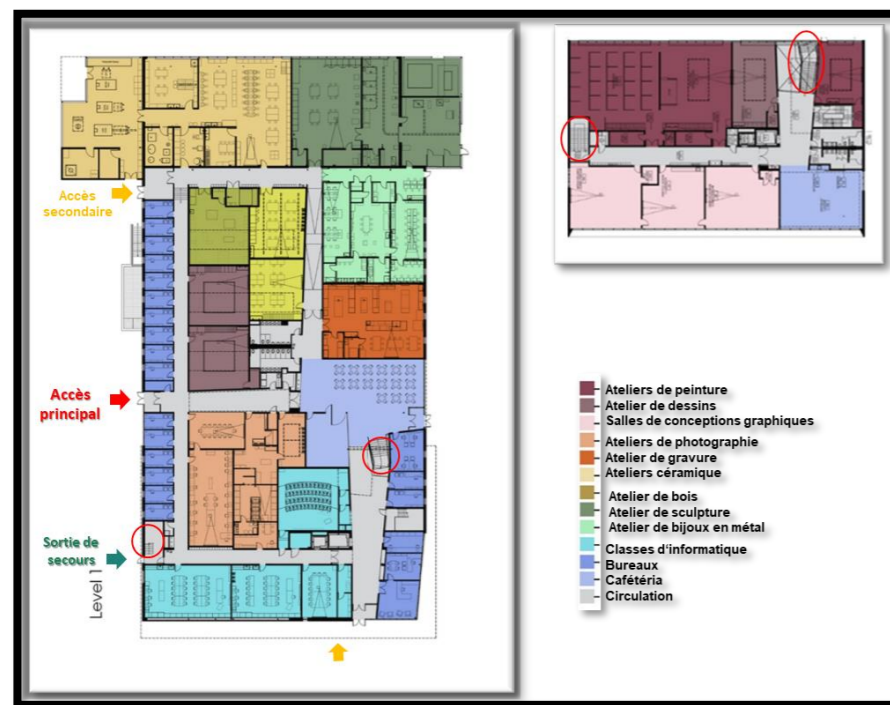 Accès
secondaire
Accès
principal
Sortie de
secours
Level 1
Ateliers de peinture
Atelier de dessins
Salles de conceptions graphiques
Ateliers de photographie
Atelier de gravure
Ateliers céramique
Atelier de bois
Atelier de sculpture
Atelier de bijoux en métal
Classes d'informatique
Bureaux
Cafétéria
Circulation